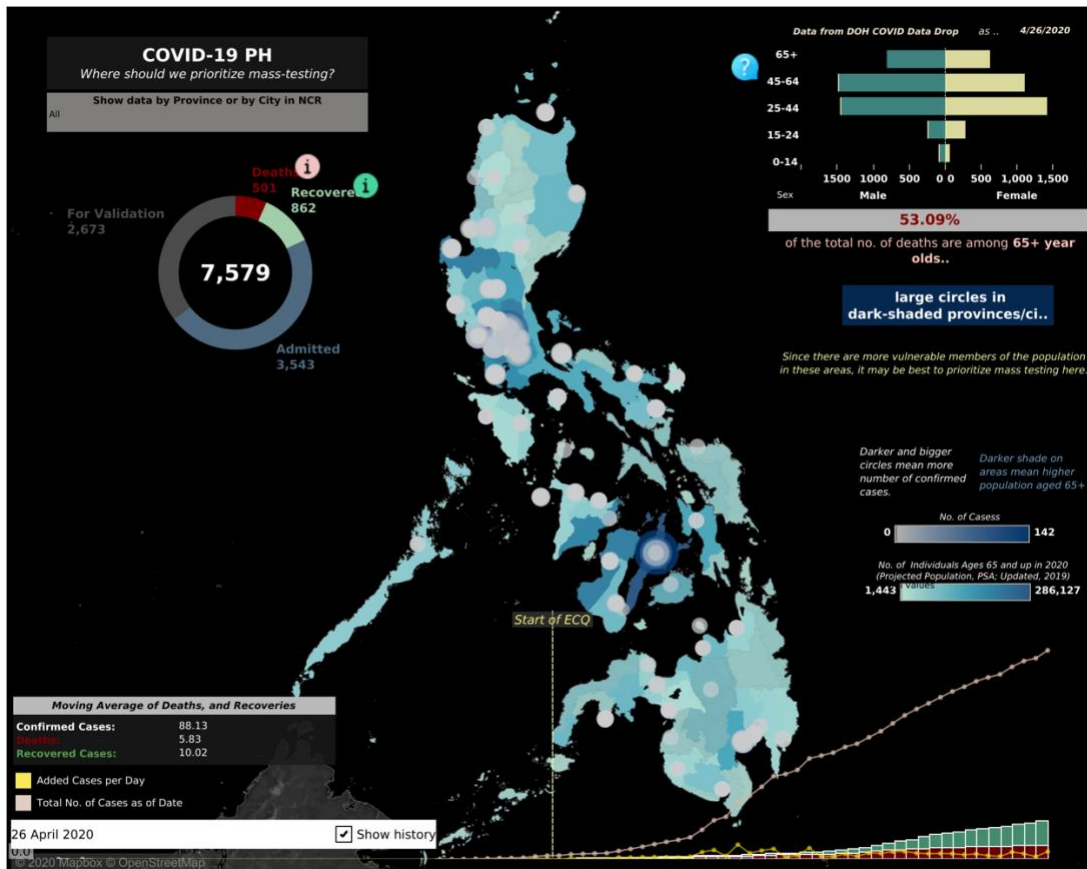 COVID-19 PH
Where should we prioritize mass-testing?
Show data by Province or by City in NCR
All
Deaths
501
Recovered
862
For Validation
2,673
7,579
Admitted
3,543
Data from DOH COVID Data Drop as .. 4/26/2020
65+
45-64
25-44
15-24
0-14
1500 1000 500 0 0 500 1,000 1,500
Sex Male Female
53.09%
of the total no. of deaths are among 65+ year
olds..
large circles in
dark-shaded provinces/ci..
Since there are more vulnerable members of the population
in these areas, it may be best to prioritize mass testing here.
Darker and bigger
circles mean more
number of confirmed
cases.
Darker shade on
areas mean higher
population aged 65+
No. of Casess
0 142
No. of Individuals Ages 65 and up in 2020
(Projected Population, PSA; Updated, 2019)
values
1,443 286,127
Start of ECQ
Moving Average of Deaths, and Recoveries
Confirmed Cases: 88.13
Deaths: 5.83
Recovered Cases: 10.02
Added Cases per Day
Total No. of Cases as of Date
26 April 2020
Show history
0.0
© 2020 Mapbox © OpenStreetMap